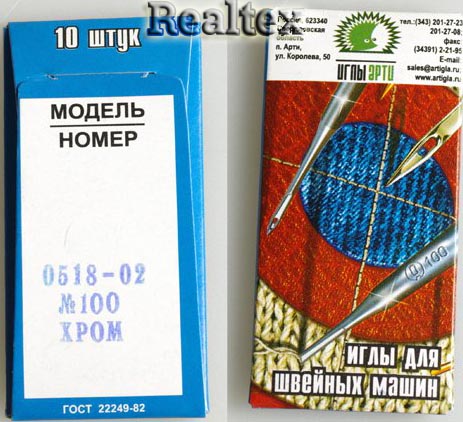 Realtex
10 штук
МОДЕЛЬ
НОМЕР
0518-02
№100
ХРОМ
ГОСТ 22249-82
Россия, 623340
Свердловская
область
п. Арти,
ул. Королева, 50
ИГЛЫ АРТИ
тел.:(343) 201-27-23
201-27-08
факс:
(34391) 2-21-95
E-mail:
sales@artigla.ru
www.artigla.ru
100
ИГЛЫ ДЛЯ
ШВЕЙНЫХ МАШИН